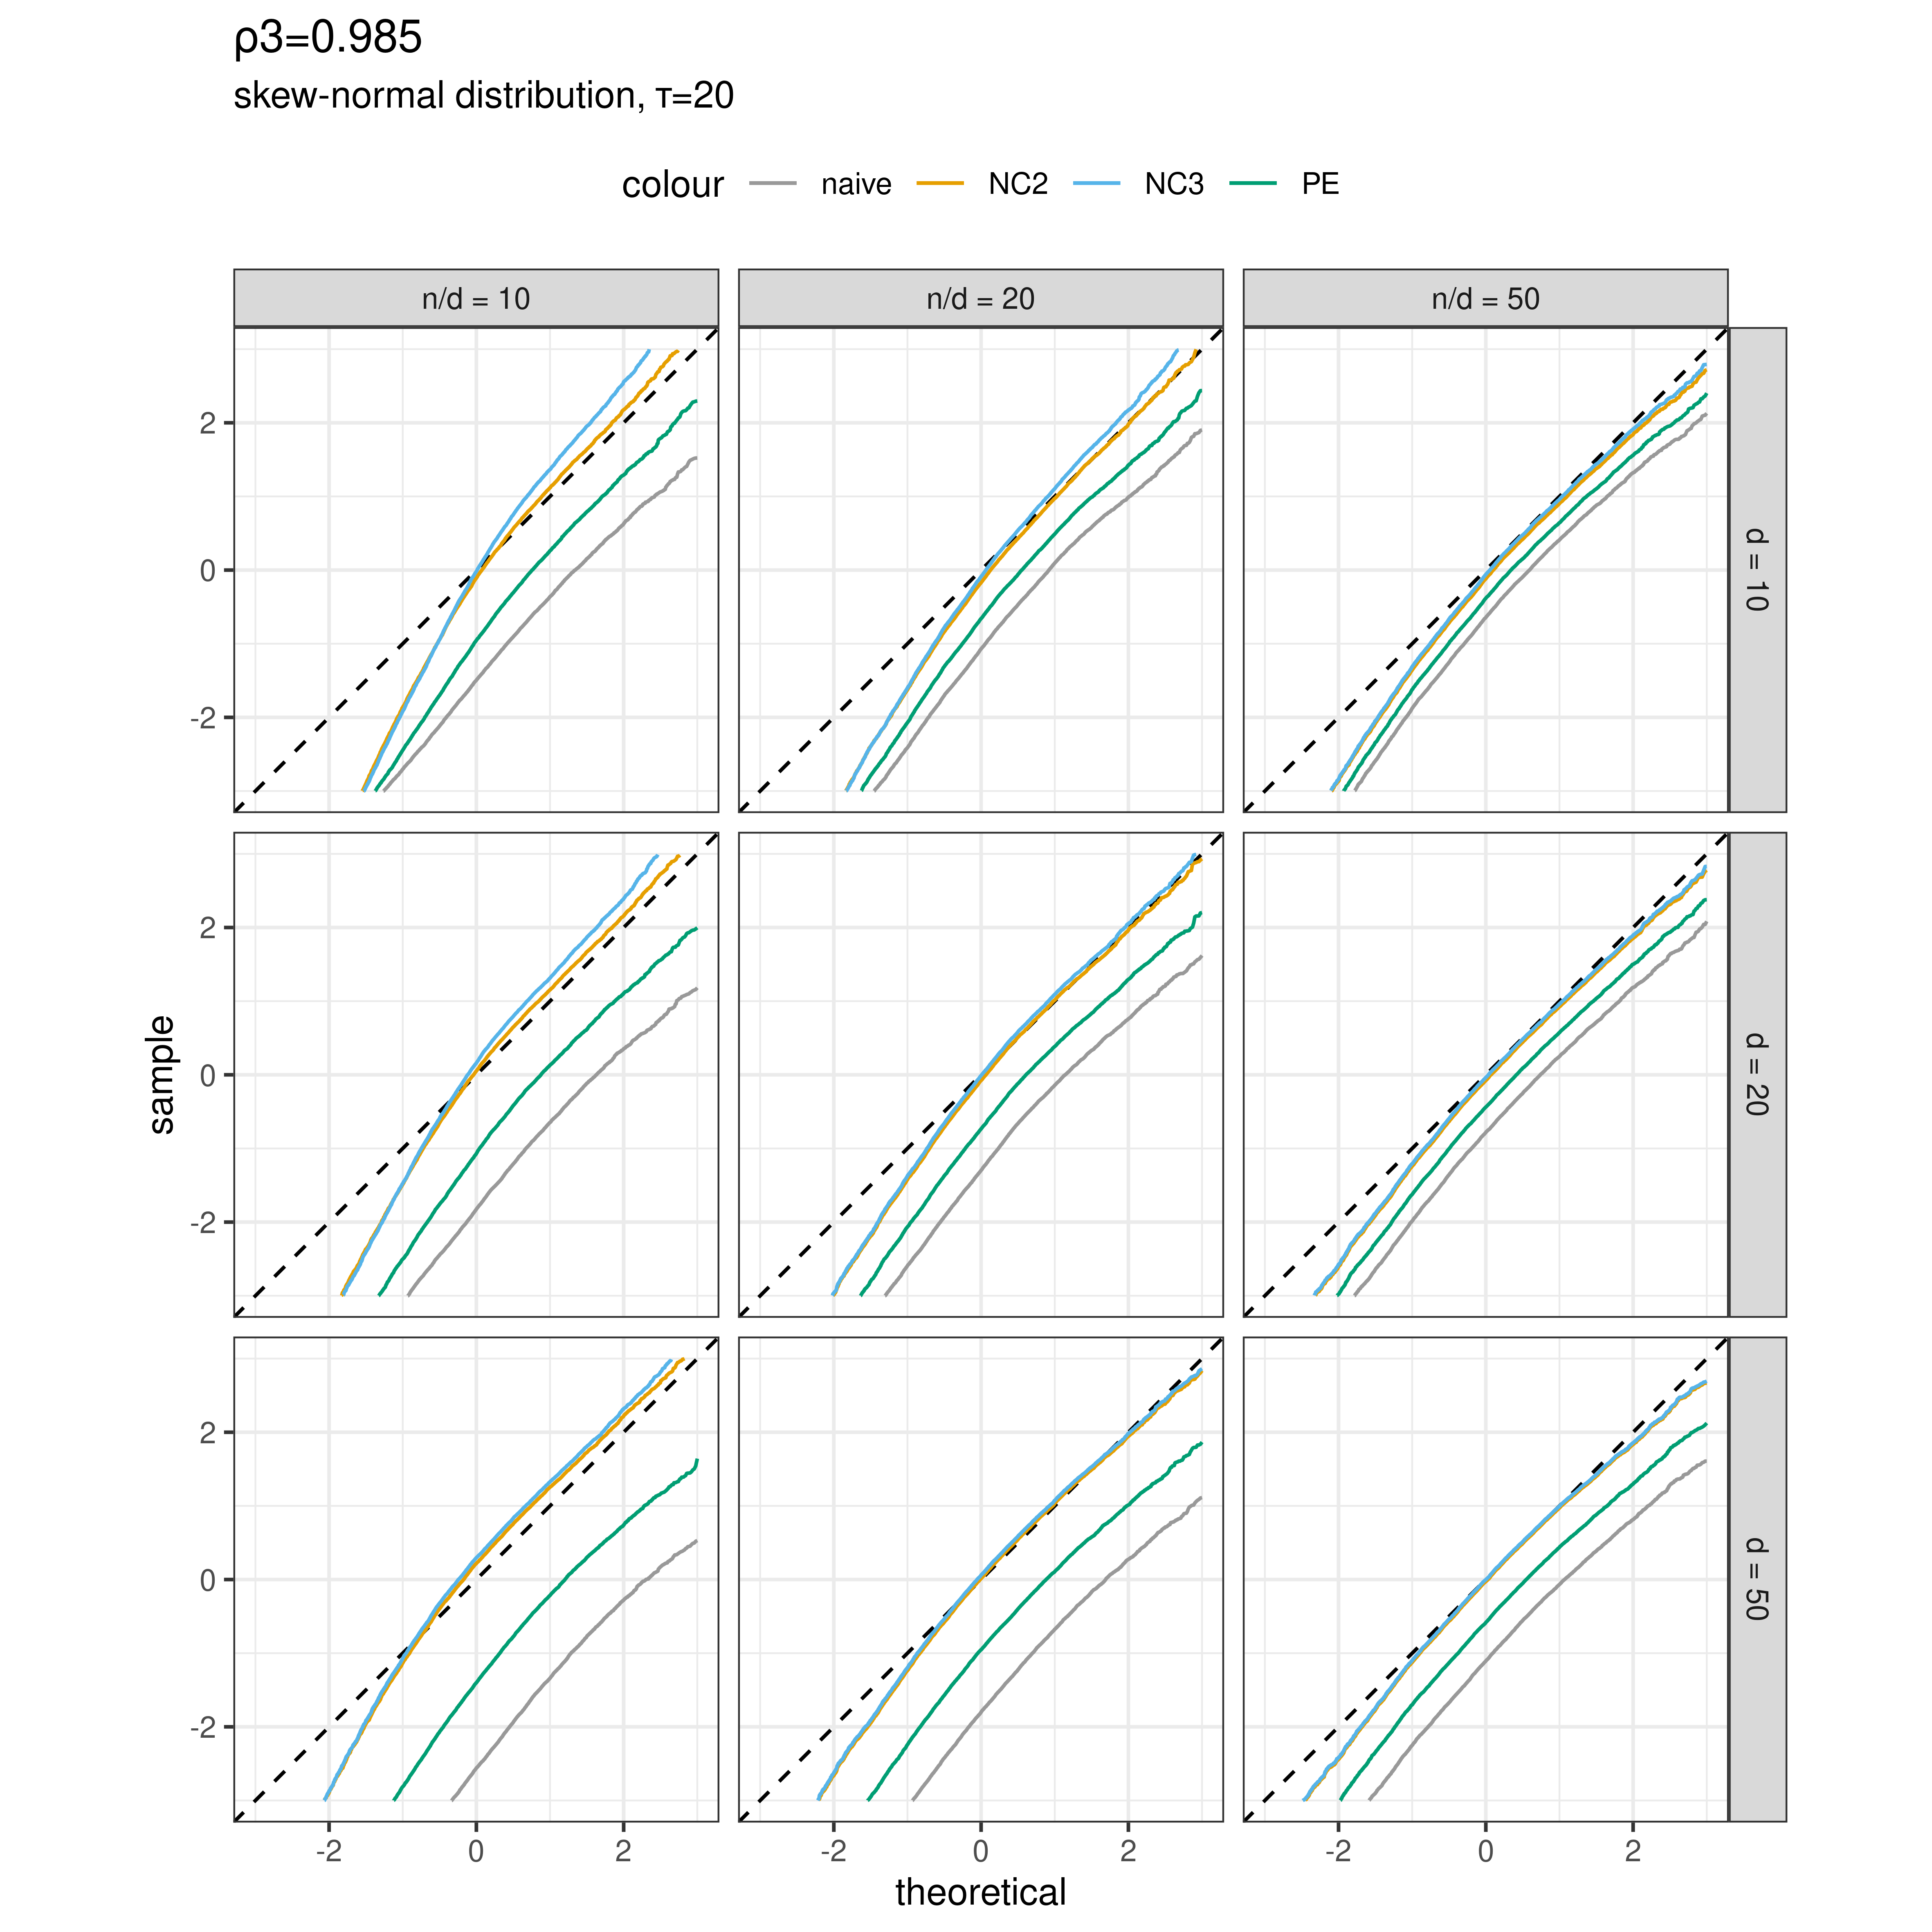 ρ3=0.985
skew-normal distribution, τ=20
colour naive NC2 NC3 PE
n/d = 10 n/d = 20 n/d = 50
2
0
-2
d = 10
2
0
-2
d = 20
2
0
-2
d = 50
sample
-2 0 2 -2 0 2 -2 0 2
theoretical